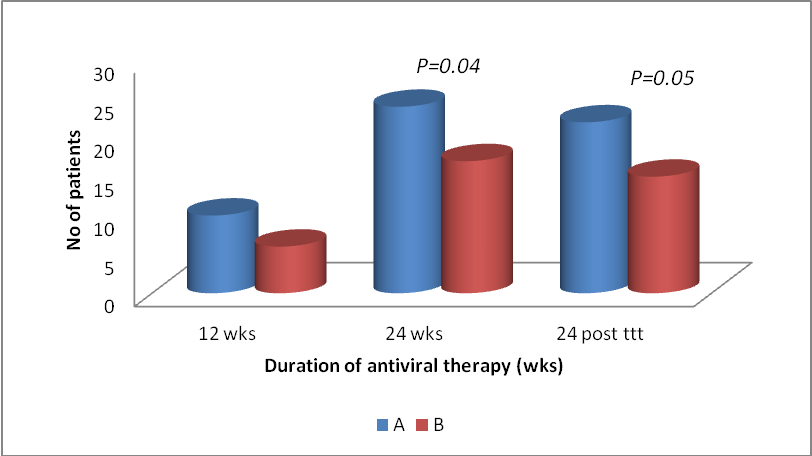 P=0.04
P=0.05
30
25
20
15
10
5
0
No of patients
12 wks 24 wks 24 post ttt
Duration of antiviral therapy (wks)
A B